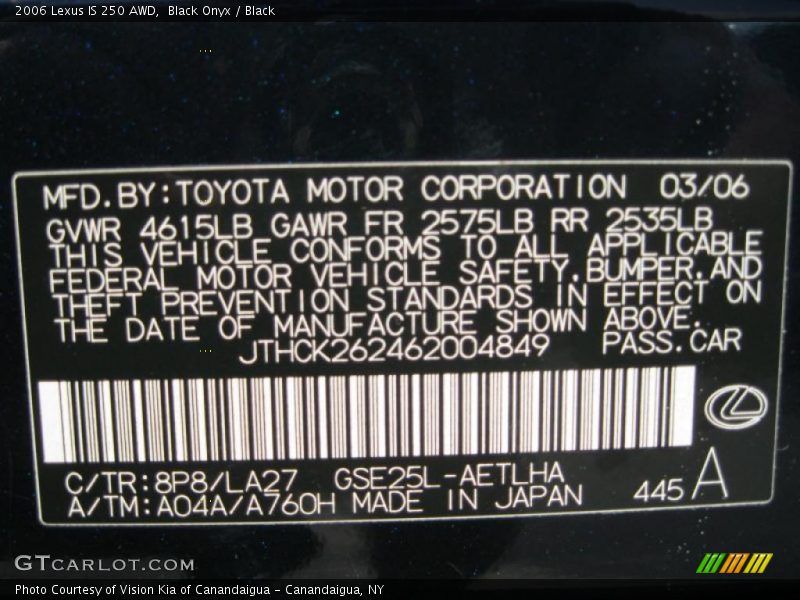 2006 Lexus IS 250 AWD, Black Onyx / Black
MFD.BY:TOYOTA MOTOR CORPORATION 03/06
GVWR 4615LB GAWR FR 2575LB RR 2535LB
THIS VEHICLE CONFORMS TO ALL APPLICABLE
FEDERAL MOTOR VEHICLE SAFETY,BUMPER,AND
THEFT PREVENTION STANDARDS IN EFFECT ON
THE DATE OF MANUFACTURE SHOWN ABOVE.
JTHCK262462004849 PASS.CAR
C/TR:8P8/LA27 GSE25L-AETLHA
A/TM:A04A/A760H MADE IN JAPAN 445 A
GTCARLOT.COM
Photo Courtesy of Vision Kia of Canandaigua - Canandaigua, NY